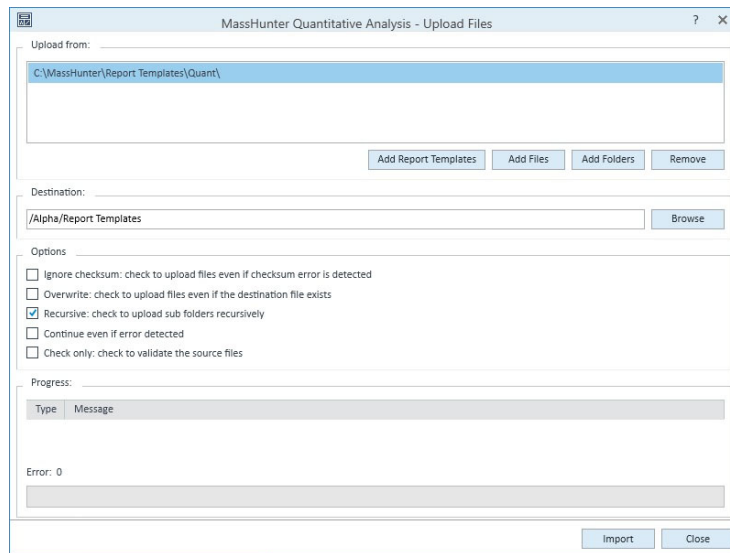 MassHunter Quantitative Analysis - Upload Files
Upload from:
C:\MassHunter\Report Templates\Quant\
Add Report Templates
Add Files
Add Folders
Remove
Destination:
/Alpha/Report Templates
Browse
Options
Ignore checksum: check to upload files even if checksum error is detected
Overwrite: check to upload files even if the destination file exists
Recursive: check to upload sub folders recursively
Continue even if error detected
Check only: check to validate the source files
Progress:
Type Message
Error: 0
Import
Close